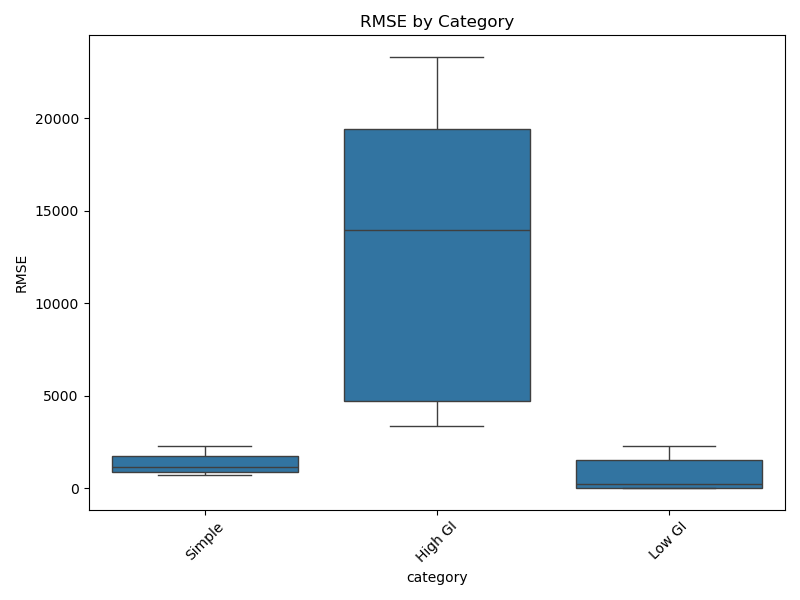 RMSE by Category
RMSE
20000
15000
10000
5000
0
Simple
High GI
Low GI
category